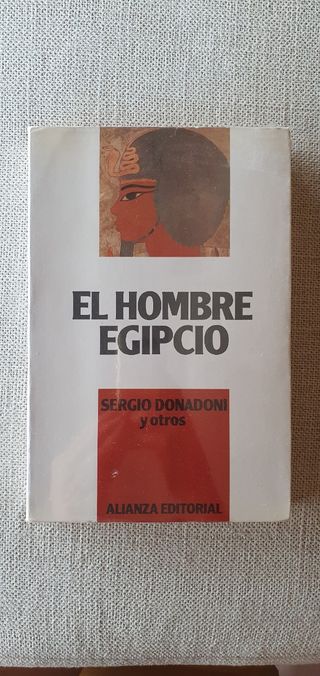 EL HOMBRE
EGIPCIO
SERGIO DONADONI
y otros
ALIANZA EDITORIAL